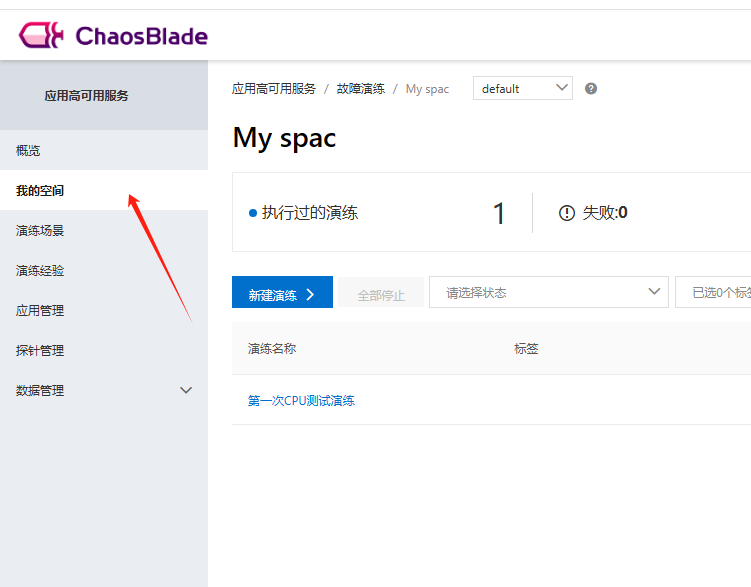 ChaosBlade
应用高可用服务
概览
我的空间
演练场景
演练经验
应用管理
探针管理
数据管理
应用高可用服务 / 故障演练 / My spac default ?
My spac
执行过的演练 1 失败:0
新建演练 全部停止 请选择状态 已选0个标签
演练名称 标签
第一次CPU测试演练